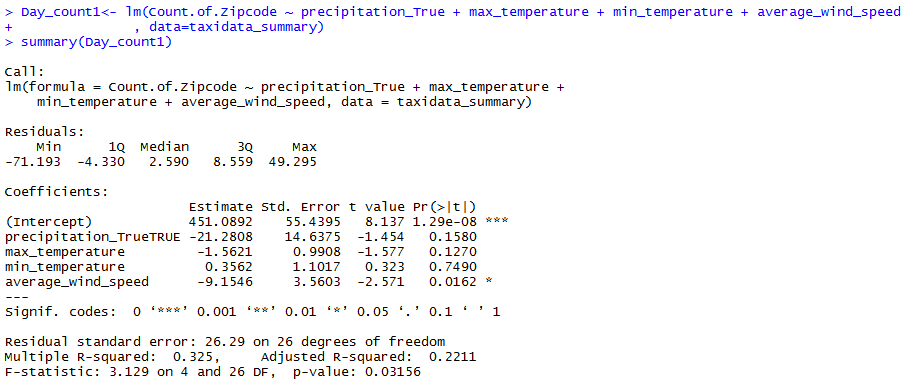 > Day_count1<- lm(Count.of.Zipcode ~ precipitation_True + max_temperature + min_temperature + average_wind_speed
+               , data=taxidata_summary)
> summary(Day_count1)

Call:
lm(formula = Count.of.Zipcode ~ precipitation_True + max_temperature +
    min_temperature + average_wind_speed, data = taxidata_summary)

Residuals:
    Min      1Q  Median      3Q     Max
-71.193  -4.330   2.590   8.559  49.295

Coefficients:
                       Estimate Std. Error t value Pr(>|t|)
(Intercept)            451.0892    55.4395   8.137 1.29e-08 ***
precipitation_TrueTRUE -21.2808    14.6375  -1.454   0.1580
max_temperature         -1.5621     0.9908  -1.577   0.1270
min_temperature          0.3562     1.1017   0.323   0.7490
average_wind_speed      -9.1546     3.5603  -2.571   0.0162 *
---
Signif. codes:  0 ‘***’ 0.001 ‘**’ 0.01 ‘*’ 0.05 ‘.’ 0.1 ‘ ’ 1

Residual standard error: 26.29 on 26 degrees of freedom
Multiple R-squared:  0.325,     Adjusted R-squared:  0.2211
F-statistic: 3.129 on 4 and 26 DF,  p-value: 0.03156